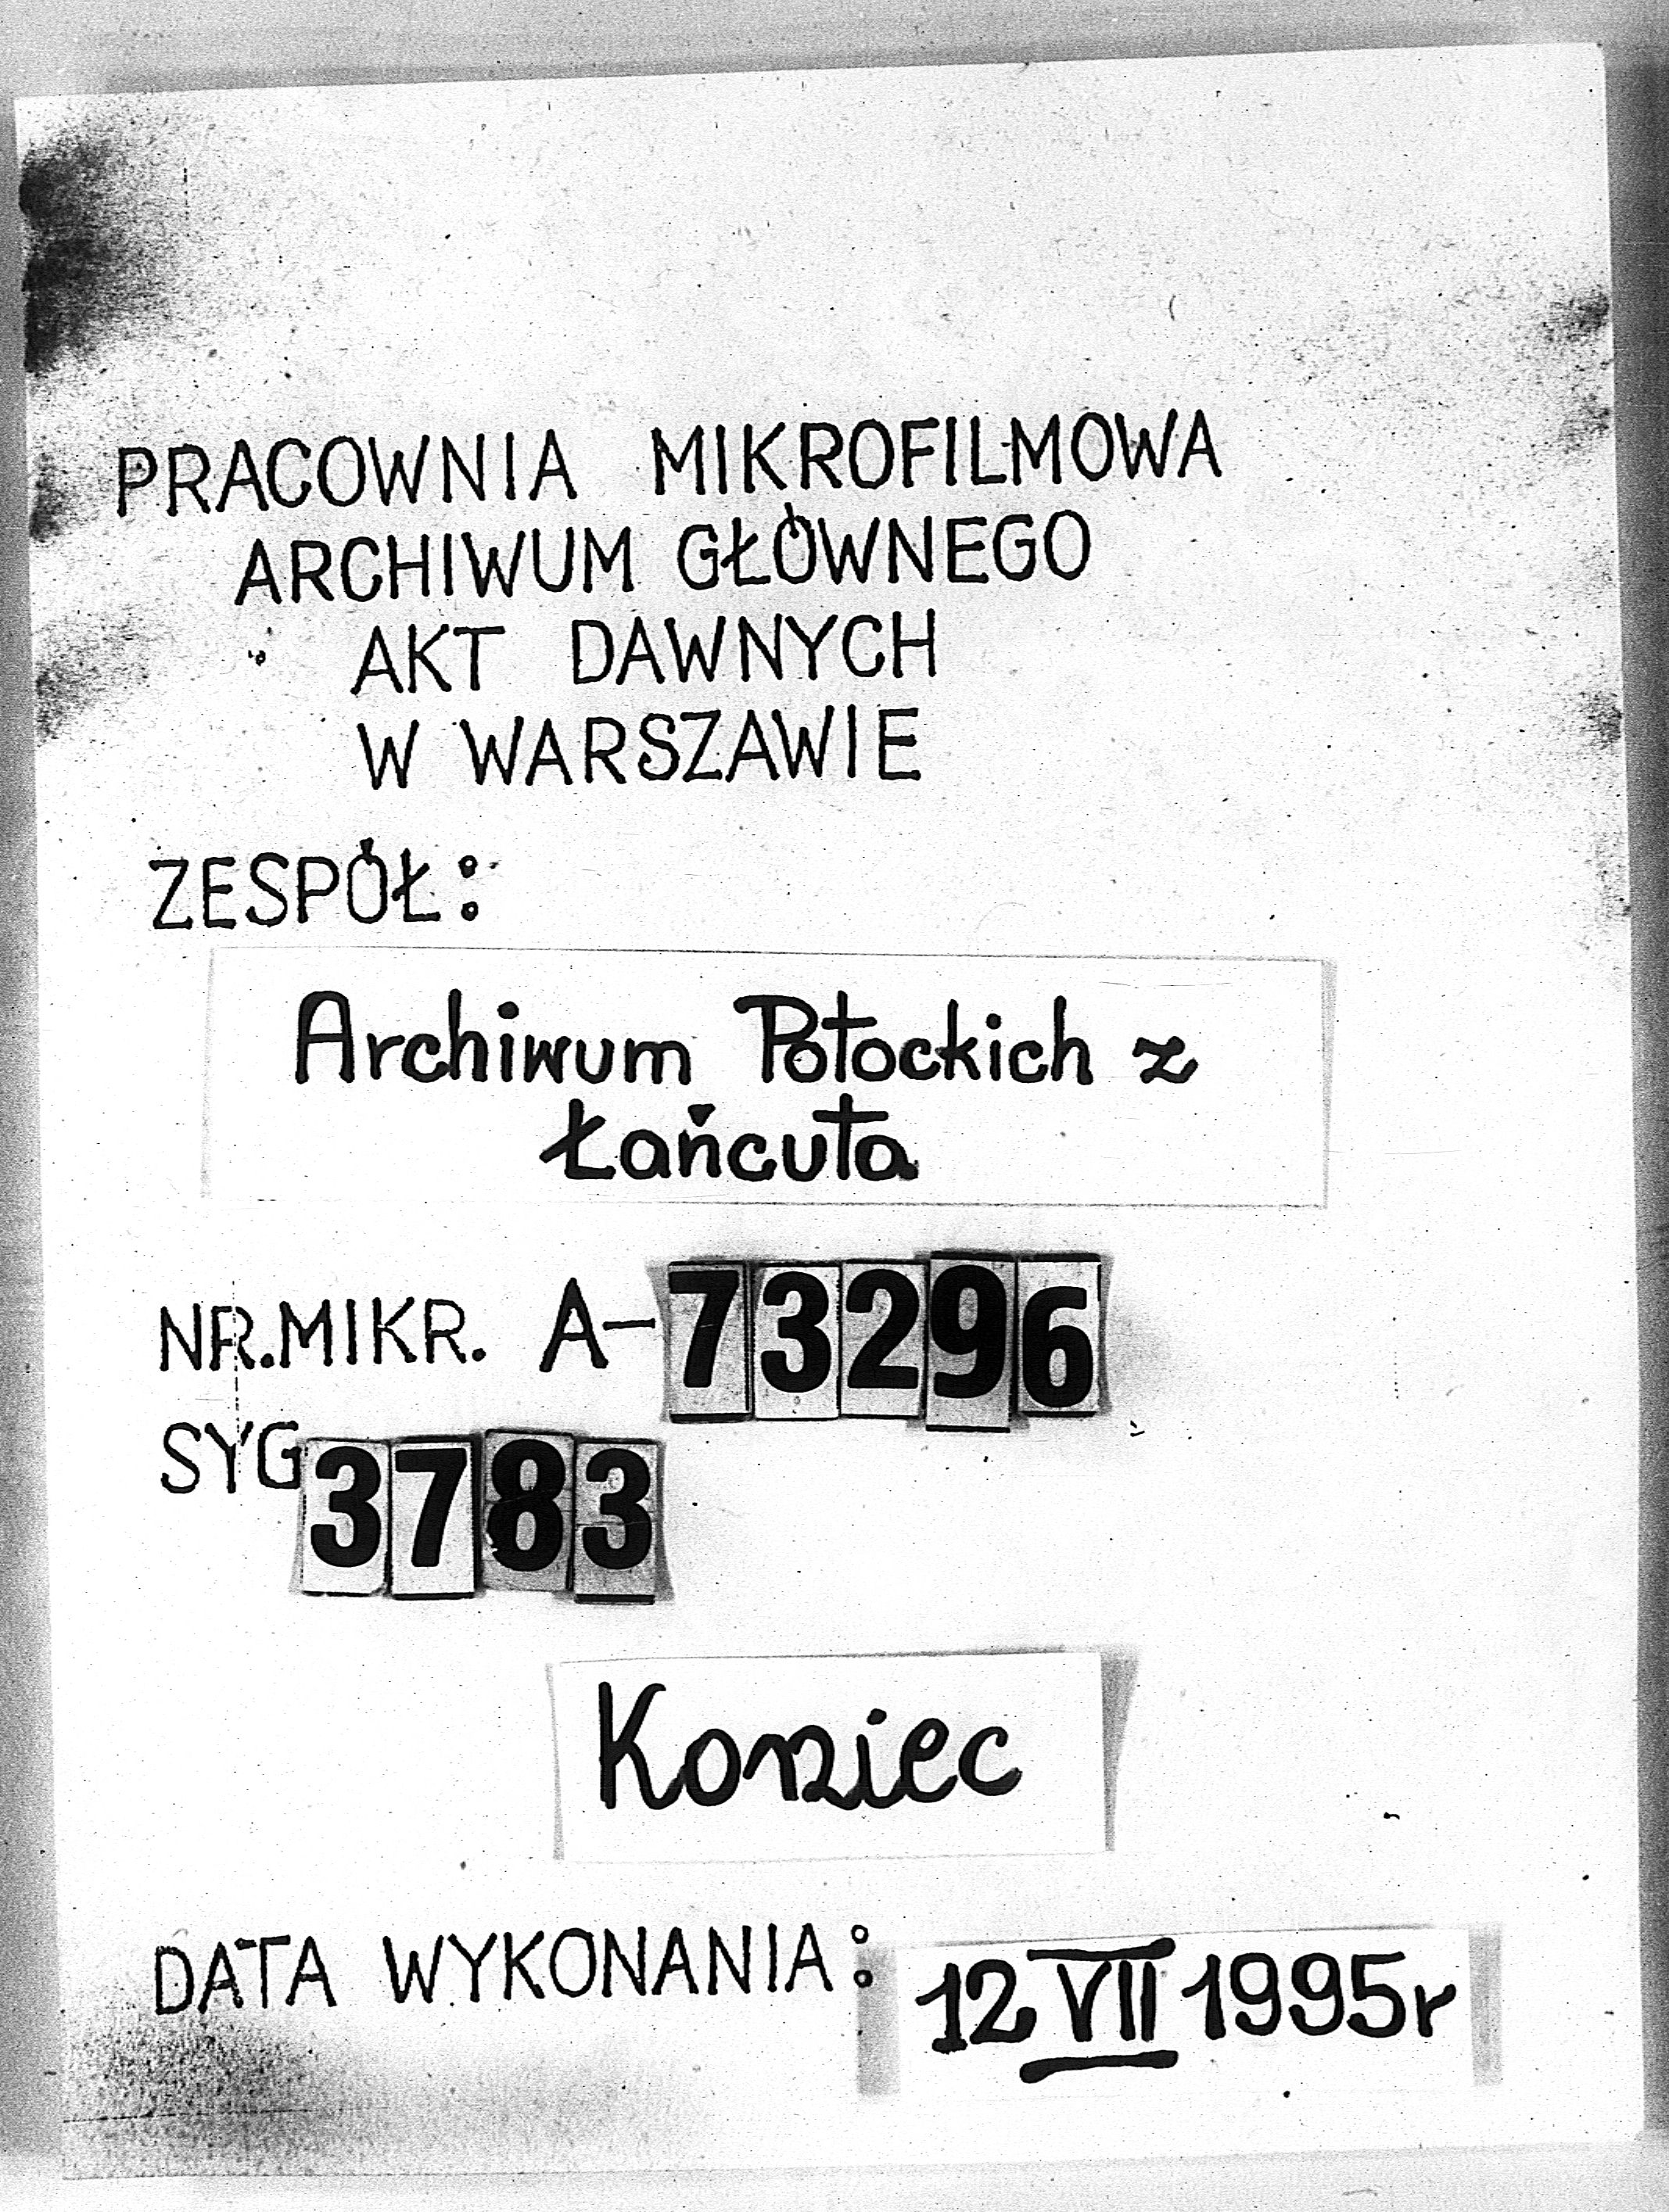 PRACOWNIA MIKROFILMOWA
ARCHIWUM GŁÓWNEGO
AKT DAWNYCH
W WARSZAWIE
ZESPÓŁ:
Archiwum Potockich z
Łańcuta
NR.MIKR. A-73296
SYG 3783
Koniec
DATA WYKONANIA: 12 VII 1995r